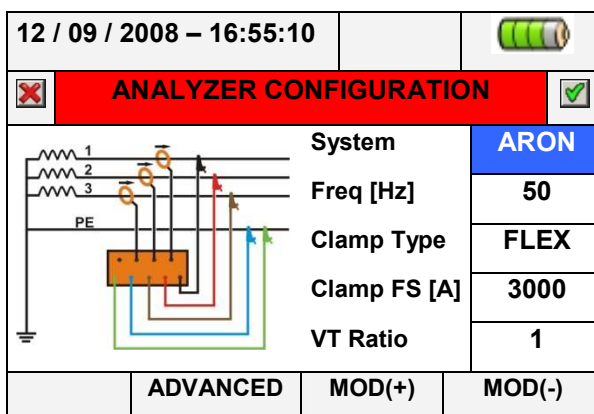 12 / 09 / 2008 – 16:55:10
ANALYZER CONFIGURATION
1
2
3
PE
System ARON
Freq [Hz] 50
Clamp Type FLEX
Clamp FS [A] 3000
VT Ratio 1
ADVANCED MOD(+) MOD(-)